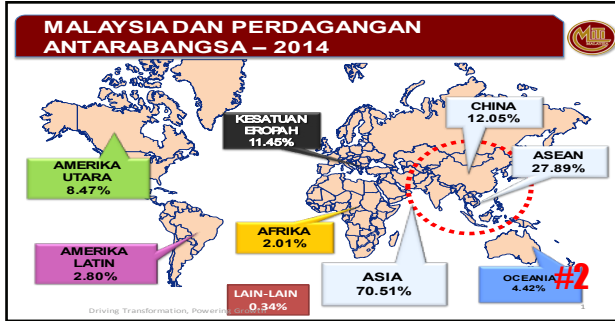 MALAYSIA DAN PERDAGANGAN
ANTARABANGSA – 2014
CHINA
12.05%
KESATUAN
EROPAH
11.45%
ASEAN
27.89%
AMERIKA
UTARA
8.47%
AFRIKA
2.01%
AMERIKA
LATIN
2.80%
ASIA
70.51%
OCEANIA
4.42%
#2
LAIN-LAIN
0.34%
Driving Transformation, Powering Gro
1